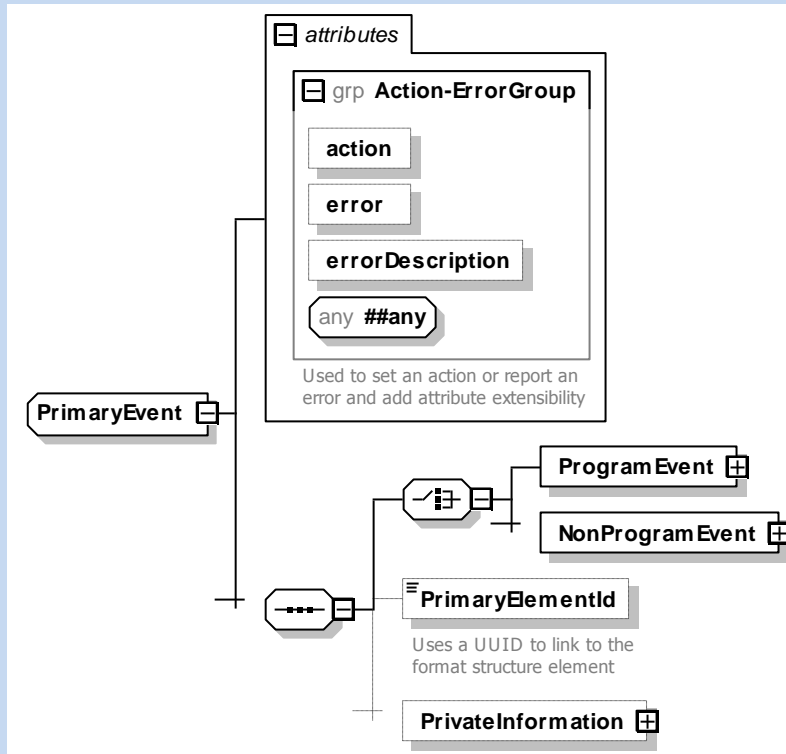 attributes
grp Action-ErrorGroup
action
error
errorDescription
any ##any
Used to set an action or report an
error and add attribute extensibility
PrimaryEvent
ProgramEvent
NonProgramEvent
PrimaryElementId
Uses a UUID to link to the
format structure element
PrivateInformation